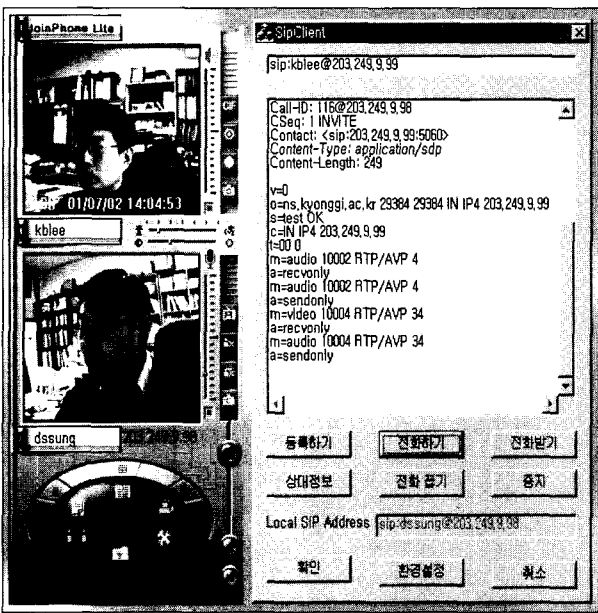 JoinPhone Lite
01/07/02 14:04:53
kblee
dssung
203,249,9,98
SipClient
sip:kblee@203,249,9,99
Call-ID: 116@203,249,9,98
CSeq: 1 INVITE
Contact: <sip:203,249,9,99:5060>
Content-Type: application/sdp
Content-Length: 249
v=0
o=ns,kyonggi,ac,kr 29384 29384 IN IP4 203,249,9,99
s=test OK
c=IN IP4 203,249,9,99
t=00 0
m=audio 10002 RTP/AVP 4
a=recvonly
m=audio 10002 RTP/AVP 4
a=sendonly
m=video 10004 RTP/AVP 34
a=recvonly
m=audio 10004 RTP/AVP 34
a=sendonly
등록하기 전화하기 전화받기
상대정보 전화 끊기 중지
Local SIP Address sip:dssung@203,249,9,98
확인 환경설정 취소